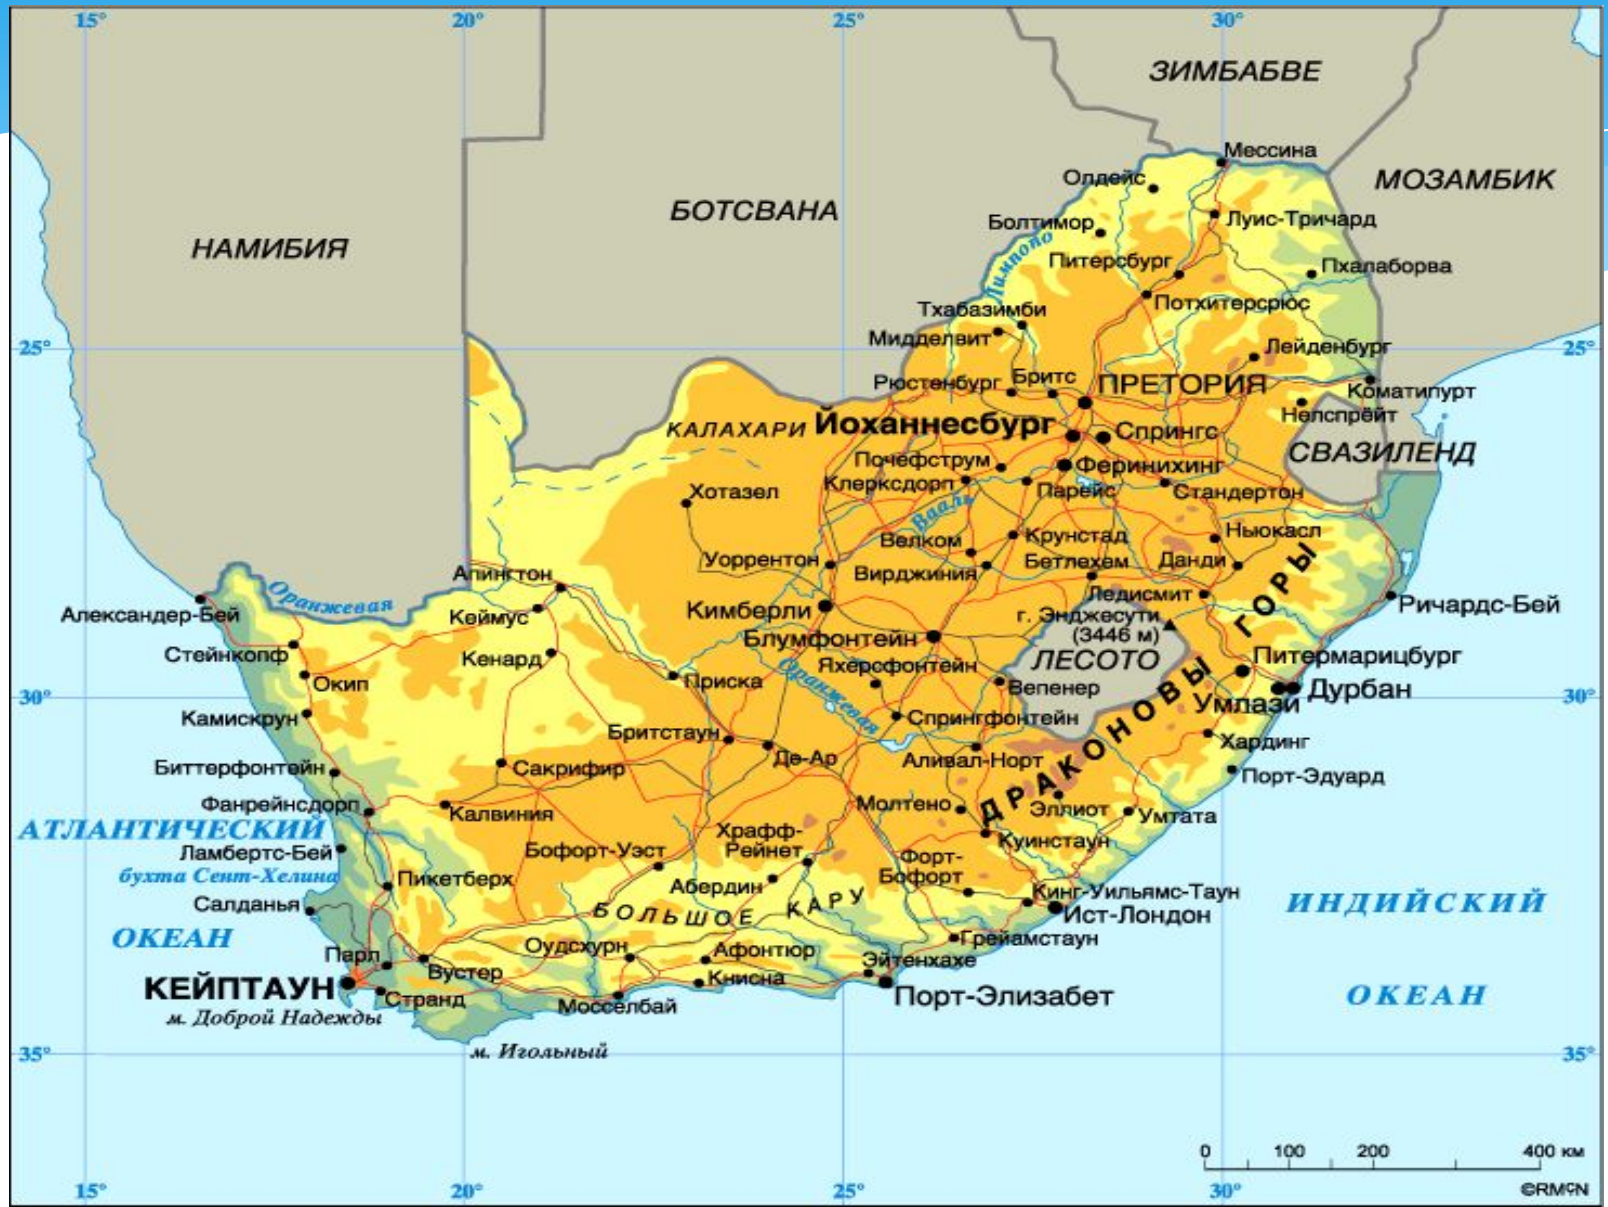 15°
20°
25°
30°
ЗИМБАБВЕ
Мессина
Олдейс
МОЗАМБИК
БОТСВАНА
Болтимор
Луис-Тричард
НАМИБИЯ
Лимпопо
Питерсбург
Пхалаборва
Потхитерсрюс
Тхабазимби
Мидделвит
25°
25°
Лейденбург
Рюстенбург
Бритс
ПРЕТОРИЯ
Коматипурт
Нелспрёйт
КАЛАХАРИ
Йоханнесбург
Спрингс
СВАЗИЛЕНД
Почефструм
Феринихинг
Клерксдорп
Парейс
Стандертон
Хотазел
Вааль
Велком
Крунстад
Ньюкасл
Уоррентон
Вирджиния
Бетлехем
Данди
Апингтон
Ледисмит
Оранжевая
Александер-Бей
Кеймус
Кимберли
г. Энджесути
(3446 м)
Ричардс-Бей
Блумфонтейн
Стейнкопф
Кенард
Яхерсфонтейн
ЛЕСОТО
Питермарицбург
Окип
Приска
Оранжевая
Вепенер
30°
30°
Умлази
Дурбан
Камискрун
Бритстаун
Спрингфонтейн
Хардинг
ДРАКОНОВЫ ГОРЫ
Биттерфонтейн
Сакрифир
Де-Ар
Аливал-Норт
Порт-Эдуард
Фанрейнсдорп
Калвиния
Молтено
Эллиот
Умтата
АТЛАНТИЧЕСКИЙ
Храфф-
Рейнет
Куинстаун
Ламбертс-Бей
Бофорт-Уэст
Форт-
Бофорт
бухта Сент-Хелина
Пикетберх
Абердин
Кинг-Уильямс-Таун
Салданья
БОЛЬШОЕ КАРУ
Ист-Лондон
ИНДИЙСКИЙ
ОКЕАН
Оудсхурн
Афонтюр
Грейамстаун
Парл
Вустер
Эйтенхахе
КЕЙПТАУН
Странд
Книсна
Порт-Элизабет
ОКЕАН
Мосселбай
м. Доброй Надежды
м. Игольный
35°
35°
0 100 200 400 км
15°
20°
25°
30°